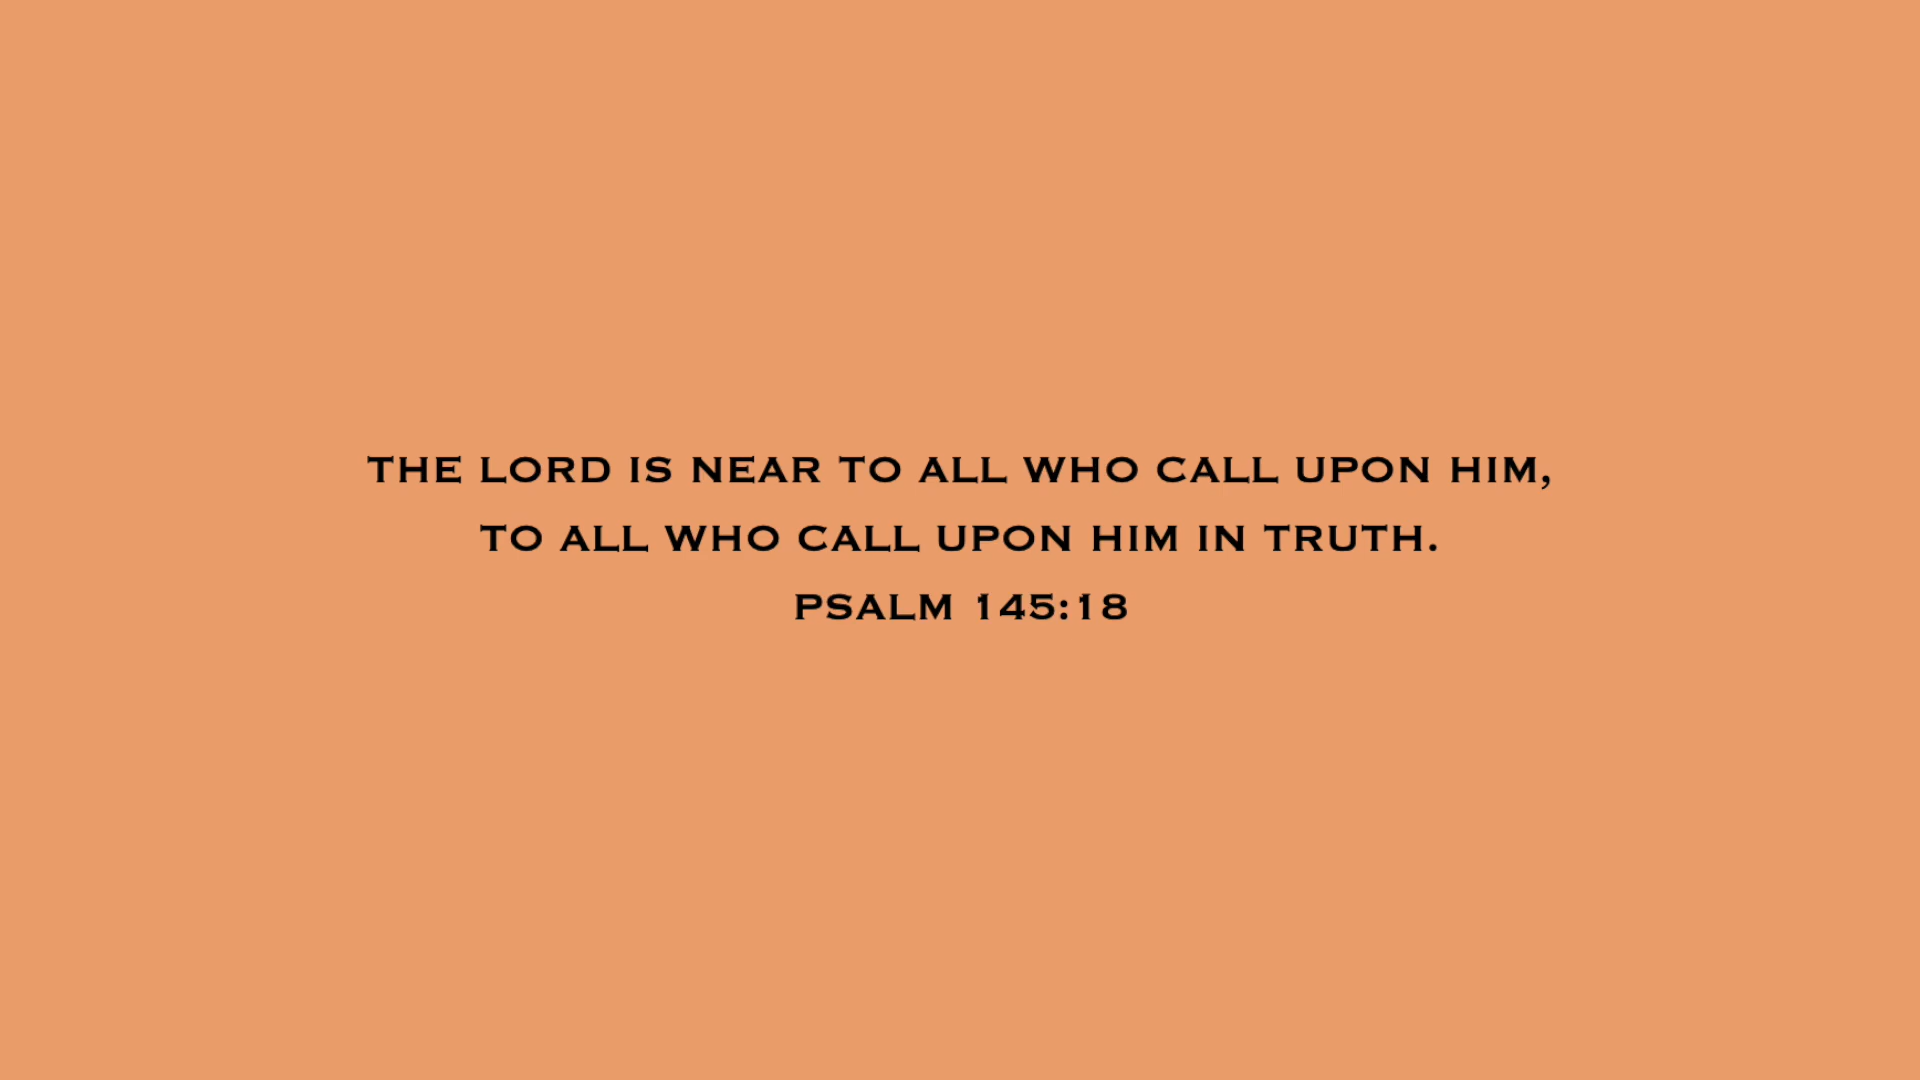 THE LORD IS NEAR TO ALL WHO CALL UPON HIM,
TO ALL WHO CALL UPON HIM IN TRUTH.
PSALM 145:18